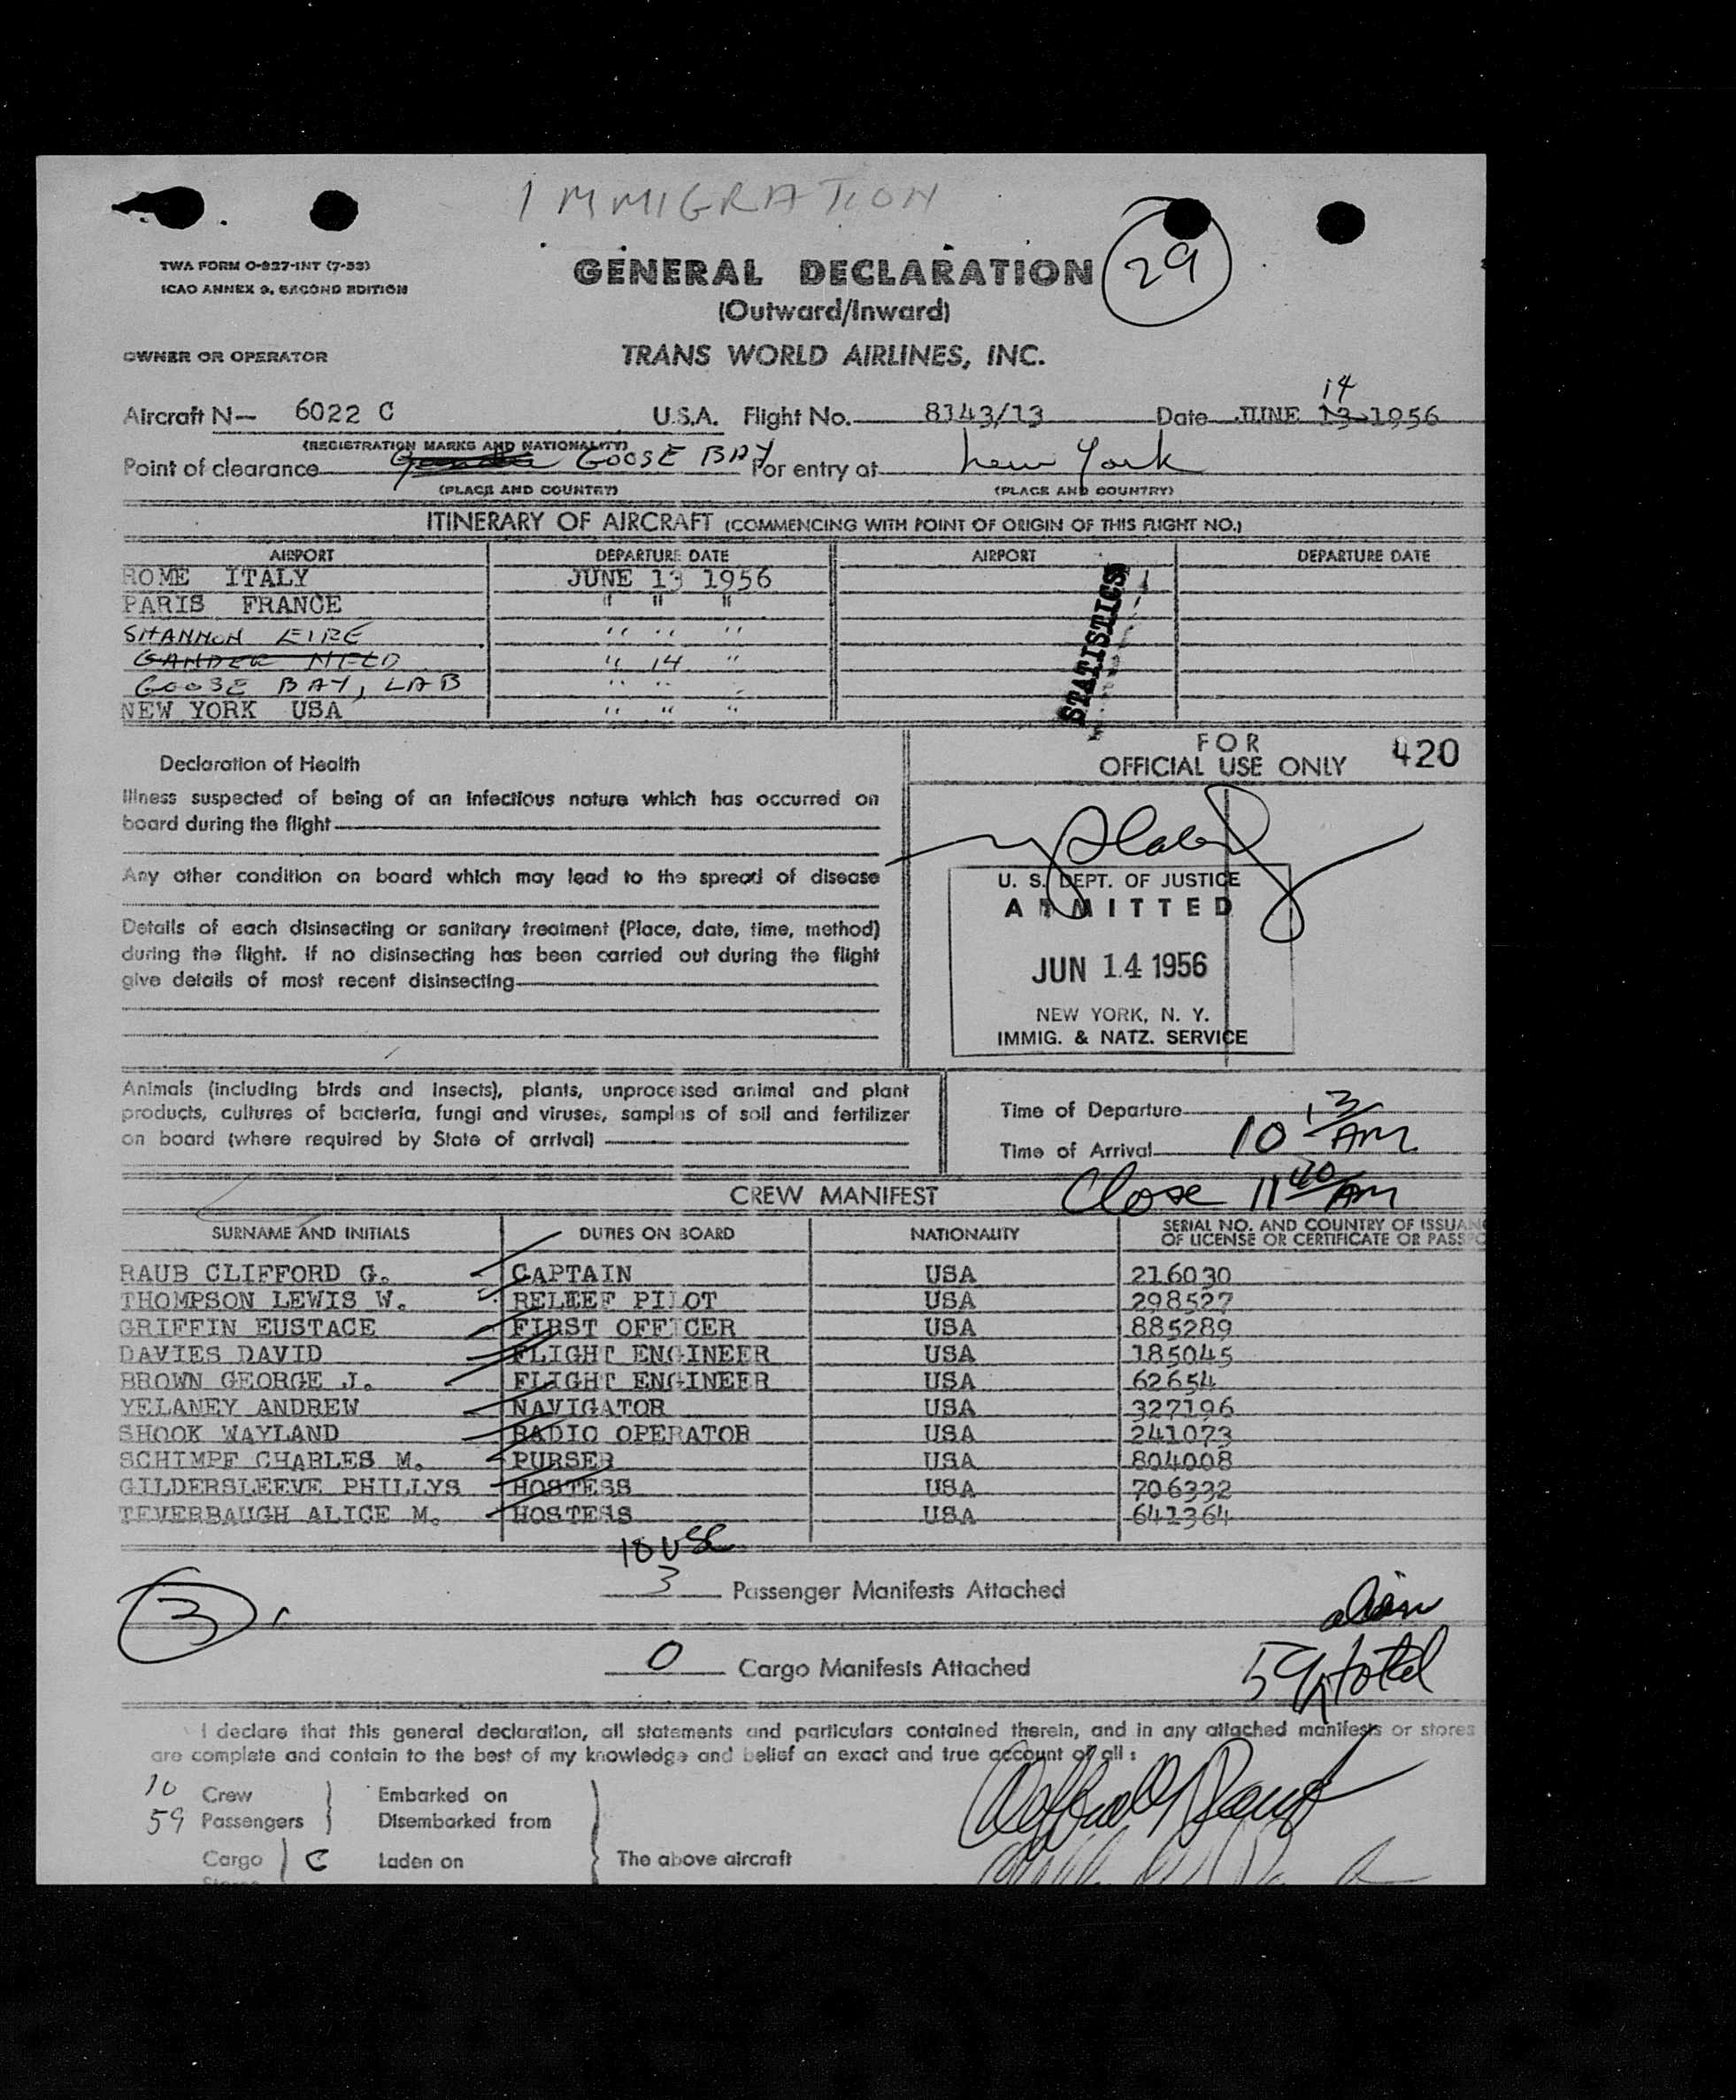 IMMIGRATION
TWA FORM O-827-INT (7-53)
ICAO ANNEX 9, SECOND EDITION
GENERAL DECLARATION
29
(Outward/Inward)
OWNER OR OPERATOR
TRANS WORLD AIRLINES, INC.
14
Aircraft N— 6022 C U.S.A. Flight No. 8143/13 Date JUNE 13 1956
(REGISTRATION MARKS AND NATIONALITY)
Point of clearance Gander GOOSE BAY For entry at New York
(PLACE AND COUNTRY) (PLACE AND COUNTRY)
ITINERARY OF AIRCRAFT (COMMENCING WITH POINT OF ORIGIN OF THIS FLIGHT NO.)
AIRPORT DEPARTURE DATE AIRPORT DEPARTURE DATE
ROME ITALY JUNE 13 1956
PARIS FRANCE " " "
SHANNON EIRE " " "
GANDER NFLD " 14 "
GOOSE BAY, LAB " " "
NEW YORK USA " " "
STATISTICS
FOR
OFFICIAL USE ONLY 420
Declaration of Health
Illness suspected of being of an infectious nature which has occurred on
board during the flight
Any other condition on board which may lead to the spread of disease
Details of each disinsecting or sanitary treatment (Place, date, time, method)
during the flight. If no disinsecting has been carried out during the flight
give details of most recent disinsecting
U. S. DEPT. OF JUSTICE
ADMITTED
JUN 14 1956
NEW YORK, N. Y.
IMMIG. & NATZ. SERVICE
Animals (including birds and insects), plants, unprocessed animal and plant
products, cultures of bacteria, fungi and viruses, samples of soil and fertilizer
on board (where required by State of arrival)
Time of Departure
Time of Arrival 10 13 AM
Close 11 40 AM
CREW MANIFEST
SURNAME AND INITIALS DUTIES ON BOARD NATIONALITY SERIAL NO. AND COUNTRY OF ISSUANC
OF LICENSE OR CERTIFICATE OR PASSPO
RAUB CLIFFORD G. CAPTAIN USA 216030
THOMPSON LEWIS W. RELIEF PILOT USA 298527
GRIFFIN EUSTACE FIRST OFFICER USA 885289
DAVIES DAVID FLIGHT ENGINEER USA 185045
BROWN GEORGE J. FLIGHT ENGINEER USA 62654
YELANEY ANDREW NAVIGATOR USA 327196
SHOOK WAYLAND RADIO OPERATOR USA 241073
SCHIMPF CHARLES M. PURSER USA 804008
GILDERSLEEVE PHILLYS HOSTESS USA 706332
TEVERBAUGH ALICE M. HOSTESS USA 641364
10 USC
3 Passenger Manifests Attached
3
alien
0 Cargo Manifests Attached
59 total
I declare that this general declaration, all statements and particulars contained therein, and in any attached manifests or stores
are complete and contain to the best of my knowledge and belief an exact and true account of all :
10 Crew Embarked on
59 Passengers Disembarked from
Cargo Laden on The above aircraft
Stores